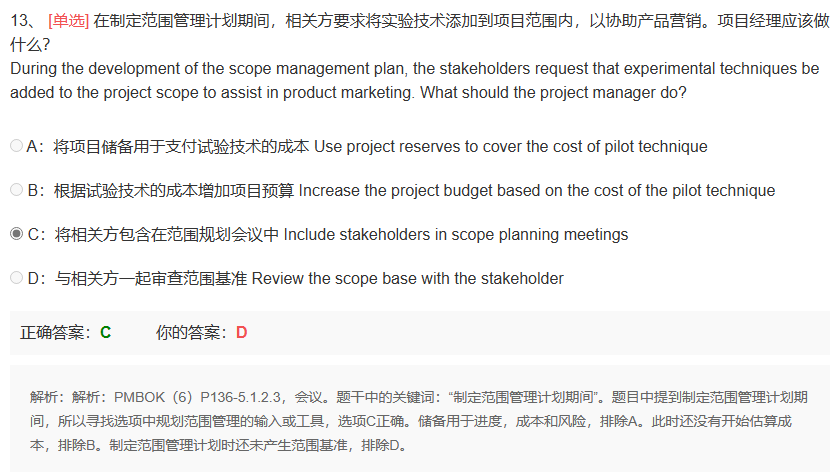 13、 [单选] 在制定范围管理计划期间，相关方要求将实验技术添加到项目范围内，以协助产品营销。项目经理应该做
什么？
During the development of the scope management plan, the stakeholders request that experimental techniques be
added to the project scope to assist in product marketing. What should the project manager do?
A：将项目储备用于支付试验技术的成本 Use project reserves to cover the cost of pilot technique
B：根据试验技术的成本增加项目预算 Increase the project budget based on the cost of the pilot technique
C：将相关方包含在范围规划会议中 Include stakeholders in scope planning meetings
D：与相关方一起审查范围基准 Review the scope base with the stakeholder
正确答案：C 你的答案：D
解析：解析：PMBOK（6）P136-5.1.2.3，会议。题干中的关键词：“制定范围管理计划期间”。题目中提到制定范围管理计划期
间，所以寻找选项中规划范围管理的输入或工具，选项C正确。储备用于进度，成本和风险，排除A。此时还没有开始估算成
本，排除B。制定范围管理计划时还未产生范围基准，排除D。